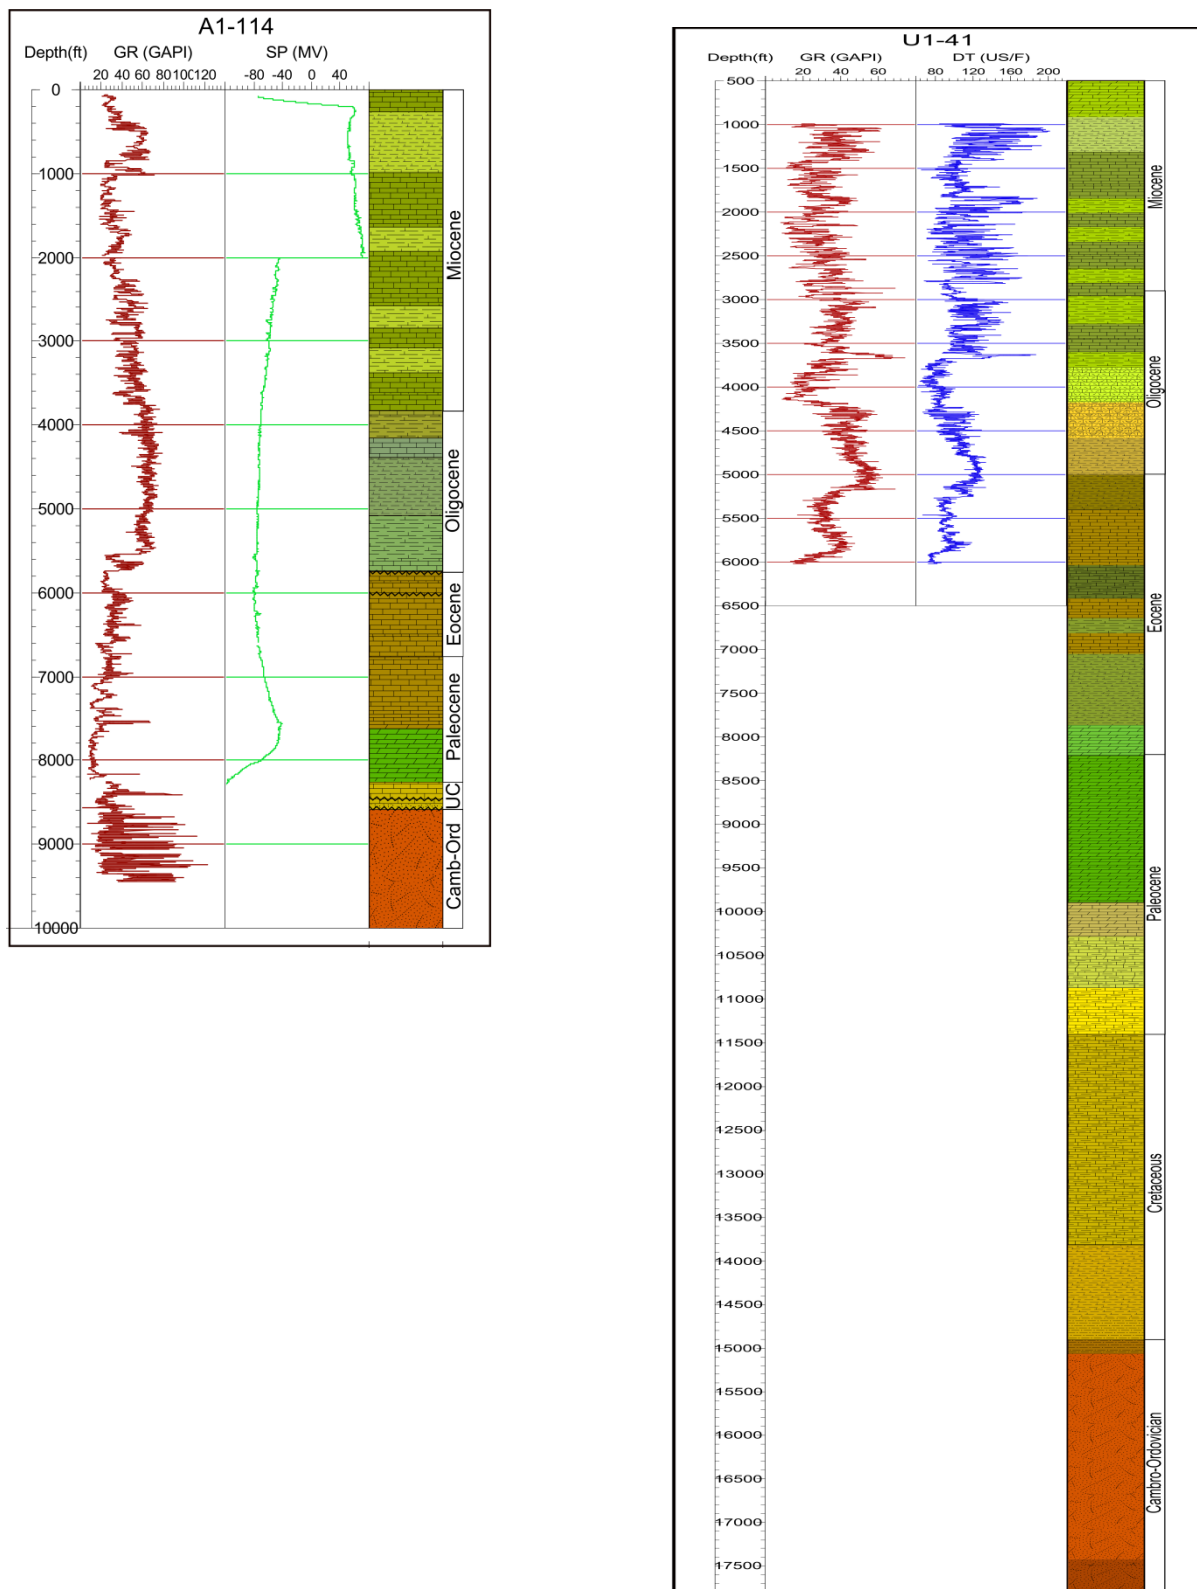 A1-114
Depth(ft) GR (GAPI) SP (MV)
20 40 60 80 100 120 -80 -40 0 40
0
1000
2000
3000
4000
5000
6000
7000
8000
9000
10000
Miocene
Oligocene
Eocene
Paleocene
UC
Camb-Ord
U1-41
Depth(ft) GR (GAPI) DT (US/F)
20 40 60 80 120 160 200
500
1000
1500
2000
2500
3000
3500
4000
4500
5000
5500
6000
6500
7000
7500
8000
8500
9000
9500
10000
10500
11000
11500
12000
12500
13000
13500
14000
14500
15000
15500
16000
16500
17000
17500
Miocene
Oligocene
Eocene
Paleocene
Cretaceous
Cambro-Ordovician